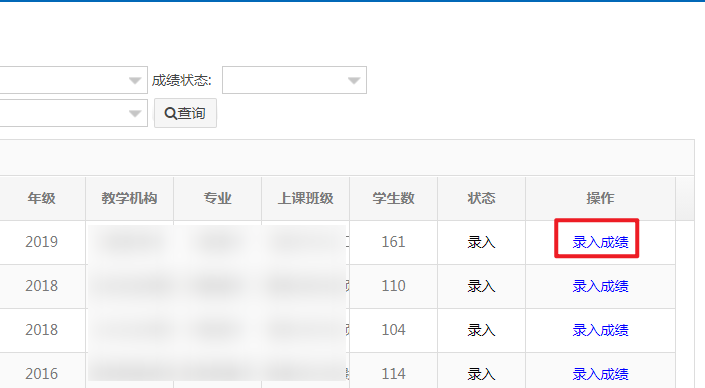 成绩状态:
查询
年级 教学机构 专业 上课班级 学生数 状态 操作
2019 161 录入 录入成绩
2018 110 录入 录入成绩
2018 104 录入 录入成绩
2016 114 录入 录入成绩